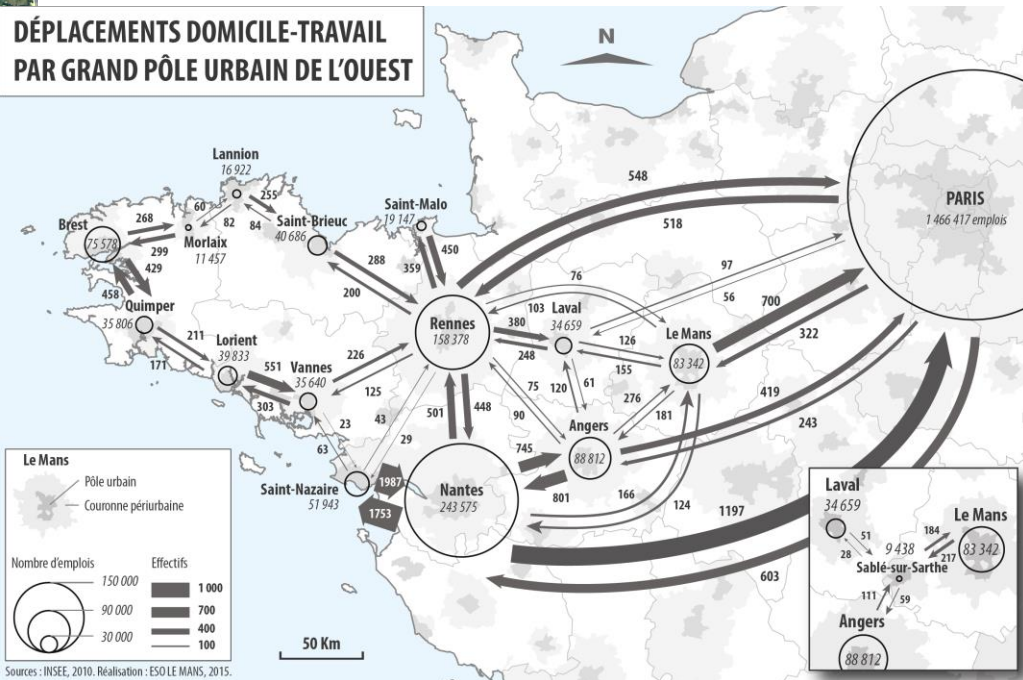 DÉPLACEMENTS DOMICILE-TRAVAIL
PAR GRAND PÔLE URBAIN DE L'OUEST
N
Lannion
16 922
60
255
82
84
Brest
75 578
268
299
Morlaix
11 457
Saint-Brieuc
40 686
Saint-Malo
19 147
450
359
288
200
429
458
Quimper
35 806
211
171
Lorient
39 833
551
303
Vannes
35 640
226
125
Rennes
158 378
548
518
PARIS
1 466 417 emplois
76
103
97
56
380
248
Laval
34 659
126
155
Le Mans
83 342
700
322
75
90
120
61
276
181
Angers
88 812
419
243
23
63
43
29
501
448
745
801
Saint-Nazaire
51 943
1987
1753
Nantes
243 575
166
124
1197
603
Le Mans
Pôle urbain
Couronne périurbaine
Nombre d'emplois
150 000
90 000
30 000
Effectifs
1 000
700
400
100
50 Km
Laval
34 659
51
28
9 438
Sablé-sur-Sarthe
184
217
Le Mans
83 342
111
59
Angers
88 812
Sources : INSEE, 2010. Réalisation : ESO LE MANS, 2015.